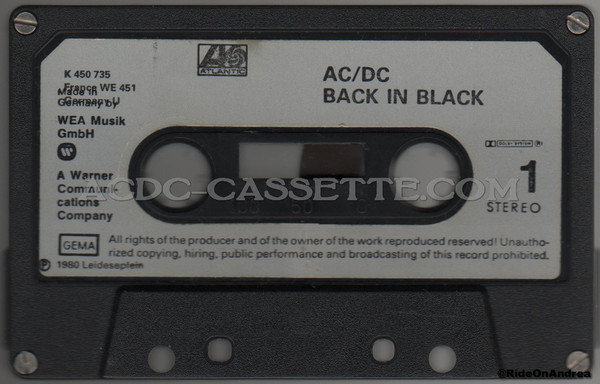 ATLANTIC
AC/DC
BACK IN BLACK
K 450 735
France WE 451
Germany: U
Made in
Germany by
WEA Musik
GmbH
A Warner
Communi-
cations
Company
DOLBY SYSTEM
1
STEREO
ACDC-CASSETTE.COM
50
GEMA
All rights of the producer and of the owner of the work reproduced reserved! Unautho-
rized copying, hiring, public performance and broadcasting of this record prohibited.
℗ 1980 Leideseplein
@RideOnAndrea